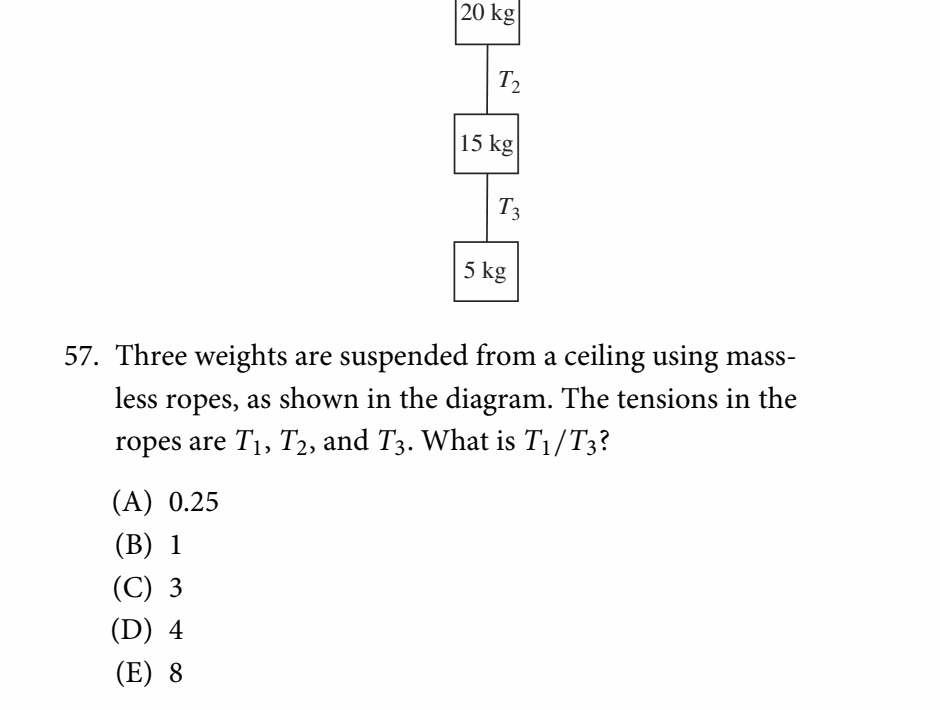 20 kg
T2
15 kg
T3
5 kg
57. Three weights are suspended from a ceiling using mass-
less ropes, as shown in the diagram. The tensions in the
ropes are T1, T2, and T3. What is T1/T3?
(A) 0.25
(B) 1
(C) 3
(D) 4
(E) 8